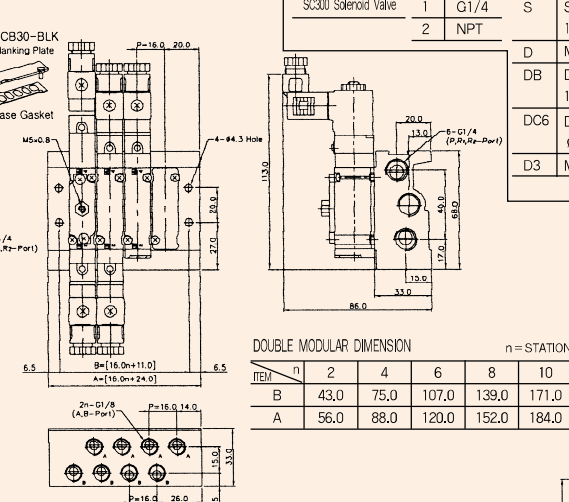 SC300 Solenoid Valve 1 G1/4
2 NPT
S
D
DB
DC6
D3
CB30-BLK
lanking Plate
ase Gasket
M5×0.8
P=16.0 20.0
4-ø4.3 Hole
20.0
27.0
/4
6.5 B=[16.0n+11.0] 6.5
A=[16.0n+24.0]
113.0
20.0
13.0
6-G1/4
(P,R₁,R₂-Port)
40.0
68.0
17.0
15.0
33.0
86.0
DOUBLE MODULAR DIMENSION n=STATION
ITEM n 2 4 6 8 10
B 43.0 75.0 107.0 139.0 171.0
A 56.0 88.0 120.0 152.0 184.0
2n-G1/8
(A,B-Port)
P=16.0 14.0
A A A A
B B B B
15.0
33.0
P=16.0 26.0